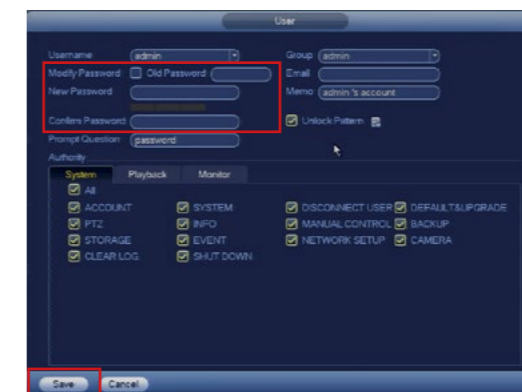 User
Username admin Group admin
Modify Password Old Password Email
New Password Memo admin 's account
Confirm Password Unlock Pattern
Prompt Question password
Authority
System Playback Monitor
All
ACCOUNT SYSTEM DISCONNECT USER DEFAULT&UPGRADE
PTZ INFO MANUAL CONTROL BACKUP
STORAGE EVENT NETWORK SETUP CAMERA
CLEAR LOG SHUT DOWN
Save Cancel